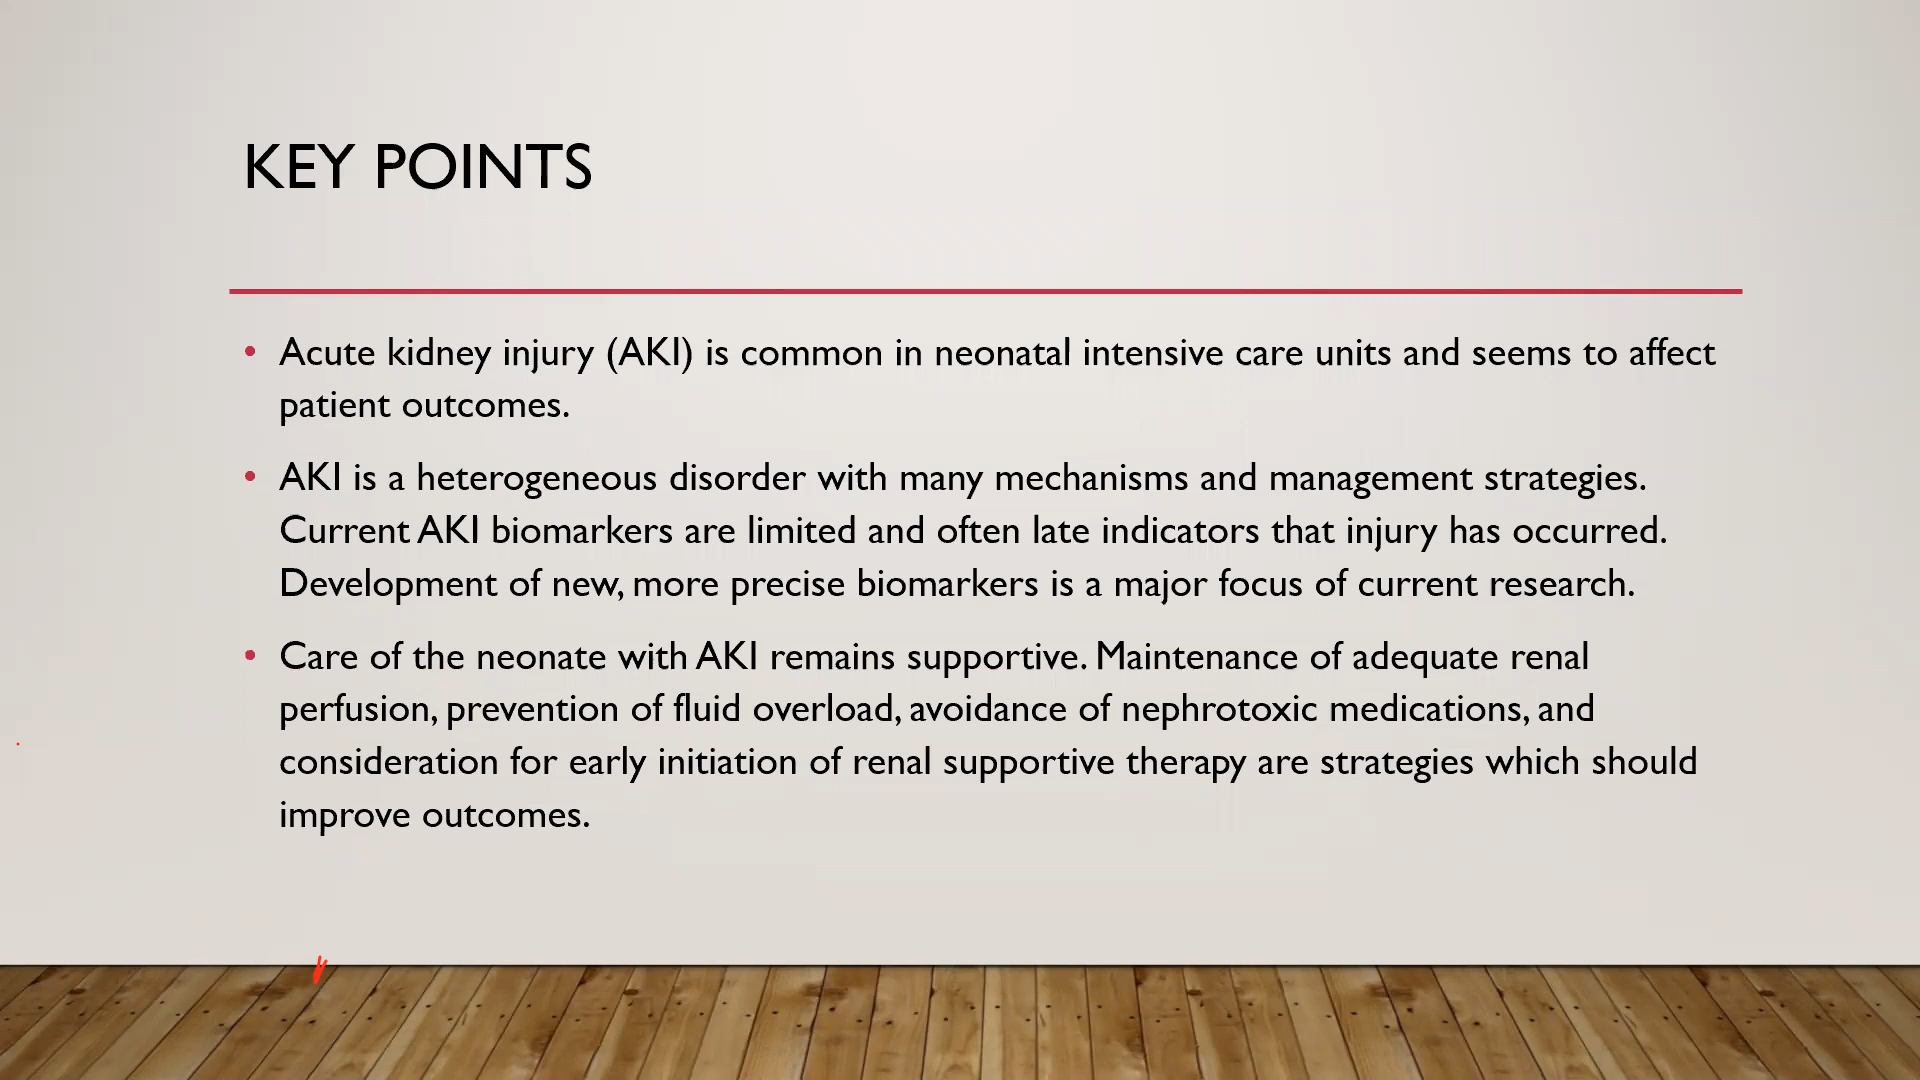 KEY POINTS
• Acute kidney injury (AKI) is common in neonatal intensive care units and seems to affect
patient outcomes.
• AKI is a heterogeneous disorder with many mechanisms and management strategies.
Current AKI biomarkers are limited and often late indicators that injury has occurred.
Development of new, more precise biomarkers is a major focus of current research.
• Care of the neonate with AKI remains supportive. Maintenance of adequate renal
perfusion, prevention of fluid overload, avoidance of nephrotoxic medications, and
consideration for early initiation of renal supportive therapy are strategies which should
improve outcomes.